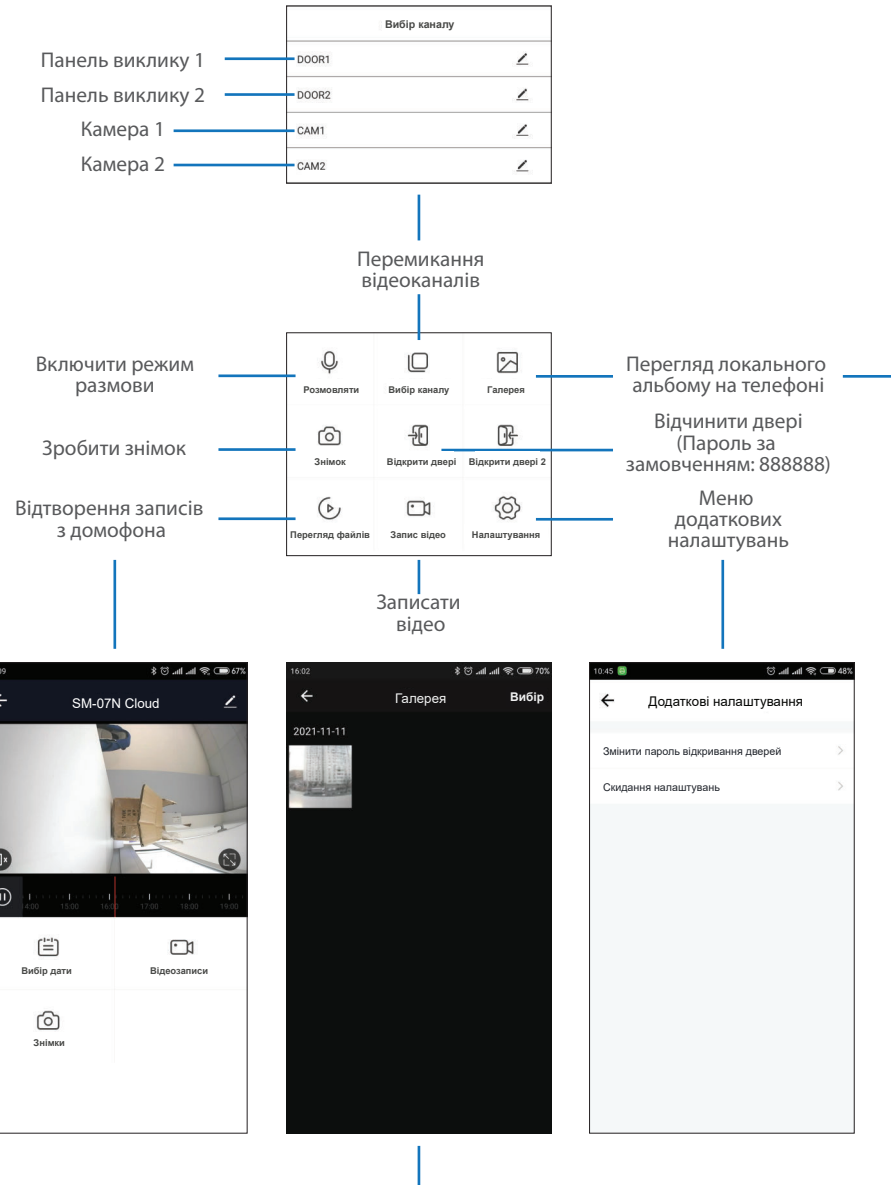 Вибір каналу
Панель виклику 1
DOOR1
Панель виклику 2
DOOR2
Камера 1
CAM1
Камера 2
CAM2
Перемикання
відеоканалів
Включити режим
размови
Розмовляти
Вибір каналу
Галерея
Перегляд локального
альбому на телефоні
Зробити знімок
Знімок
Відкрити двері
Відкрити двері 2
Відчинити двері
(Пароль за
замовченням: 888888)
Відтворення записів
з домофона
Перегляд файлів
Запис відео
Налаштування
Меню
додаткових
налаштувань
Записати
відео
67%
SM-07N Cloud
15:00 16:00 17:00 18:00 19:00
Вибір дати
Відеозаписи
Знімки
16:02 70%
Галерея Вибір
2021-11-11
10:45 48%
Додаткові налаштування
Змінити пароль відкривання дверей
Скидання налаштувань